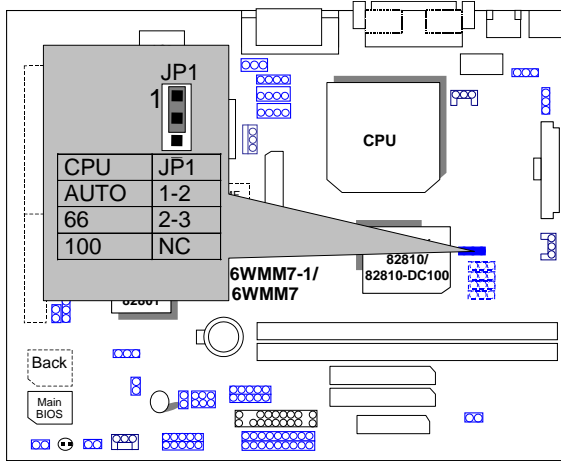 JP1
1
CPU JP1
AUTO 1-2
66 2-3
100 NC
CPU
82810/
82810-DC100
6WMM7-1/
6WMM7
Back
Main
BIOS